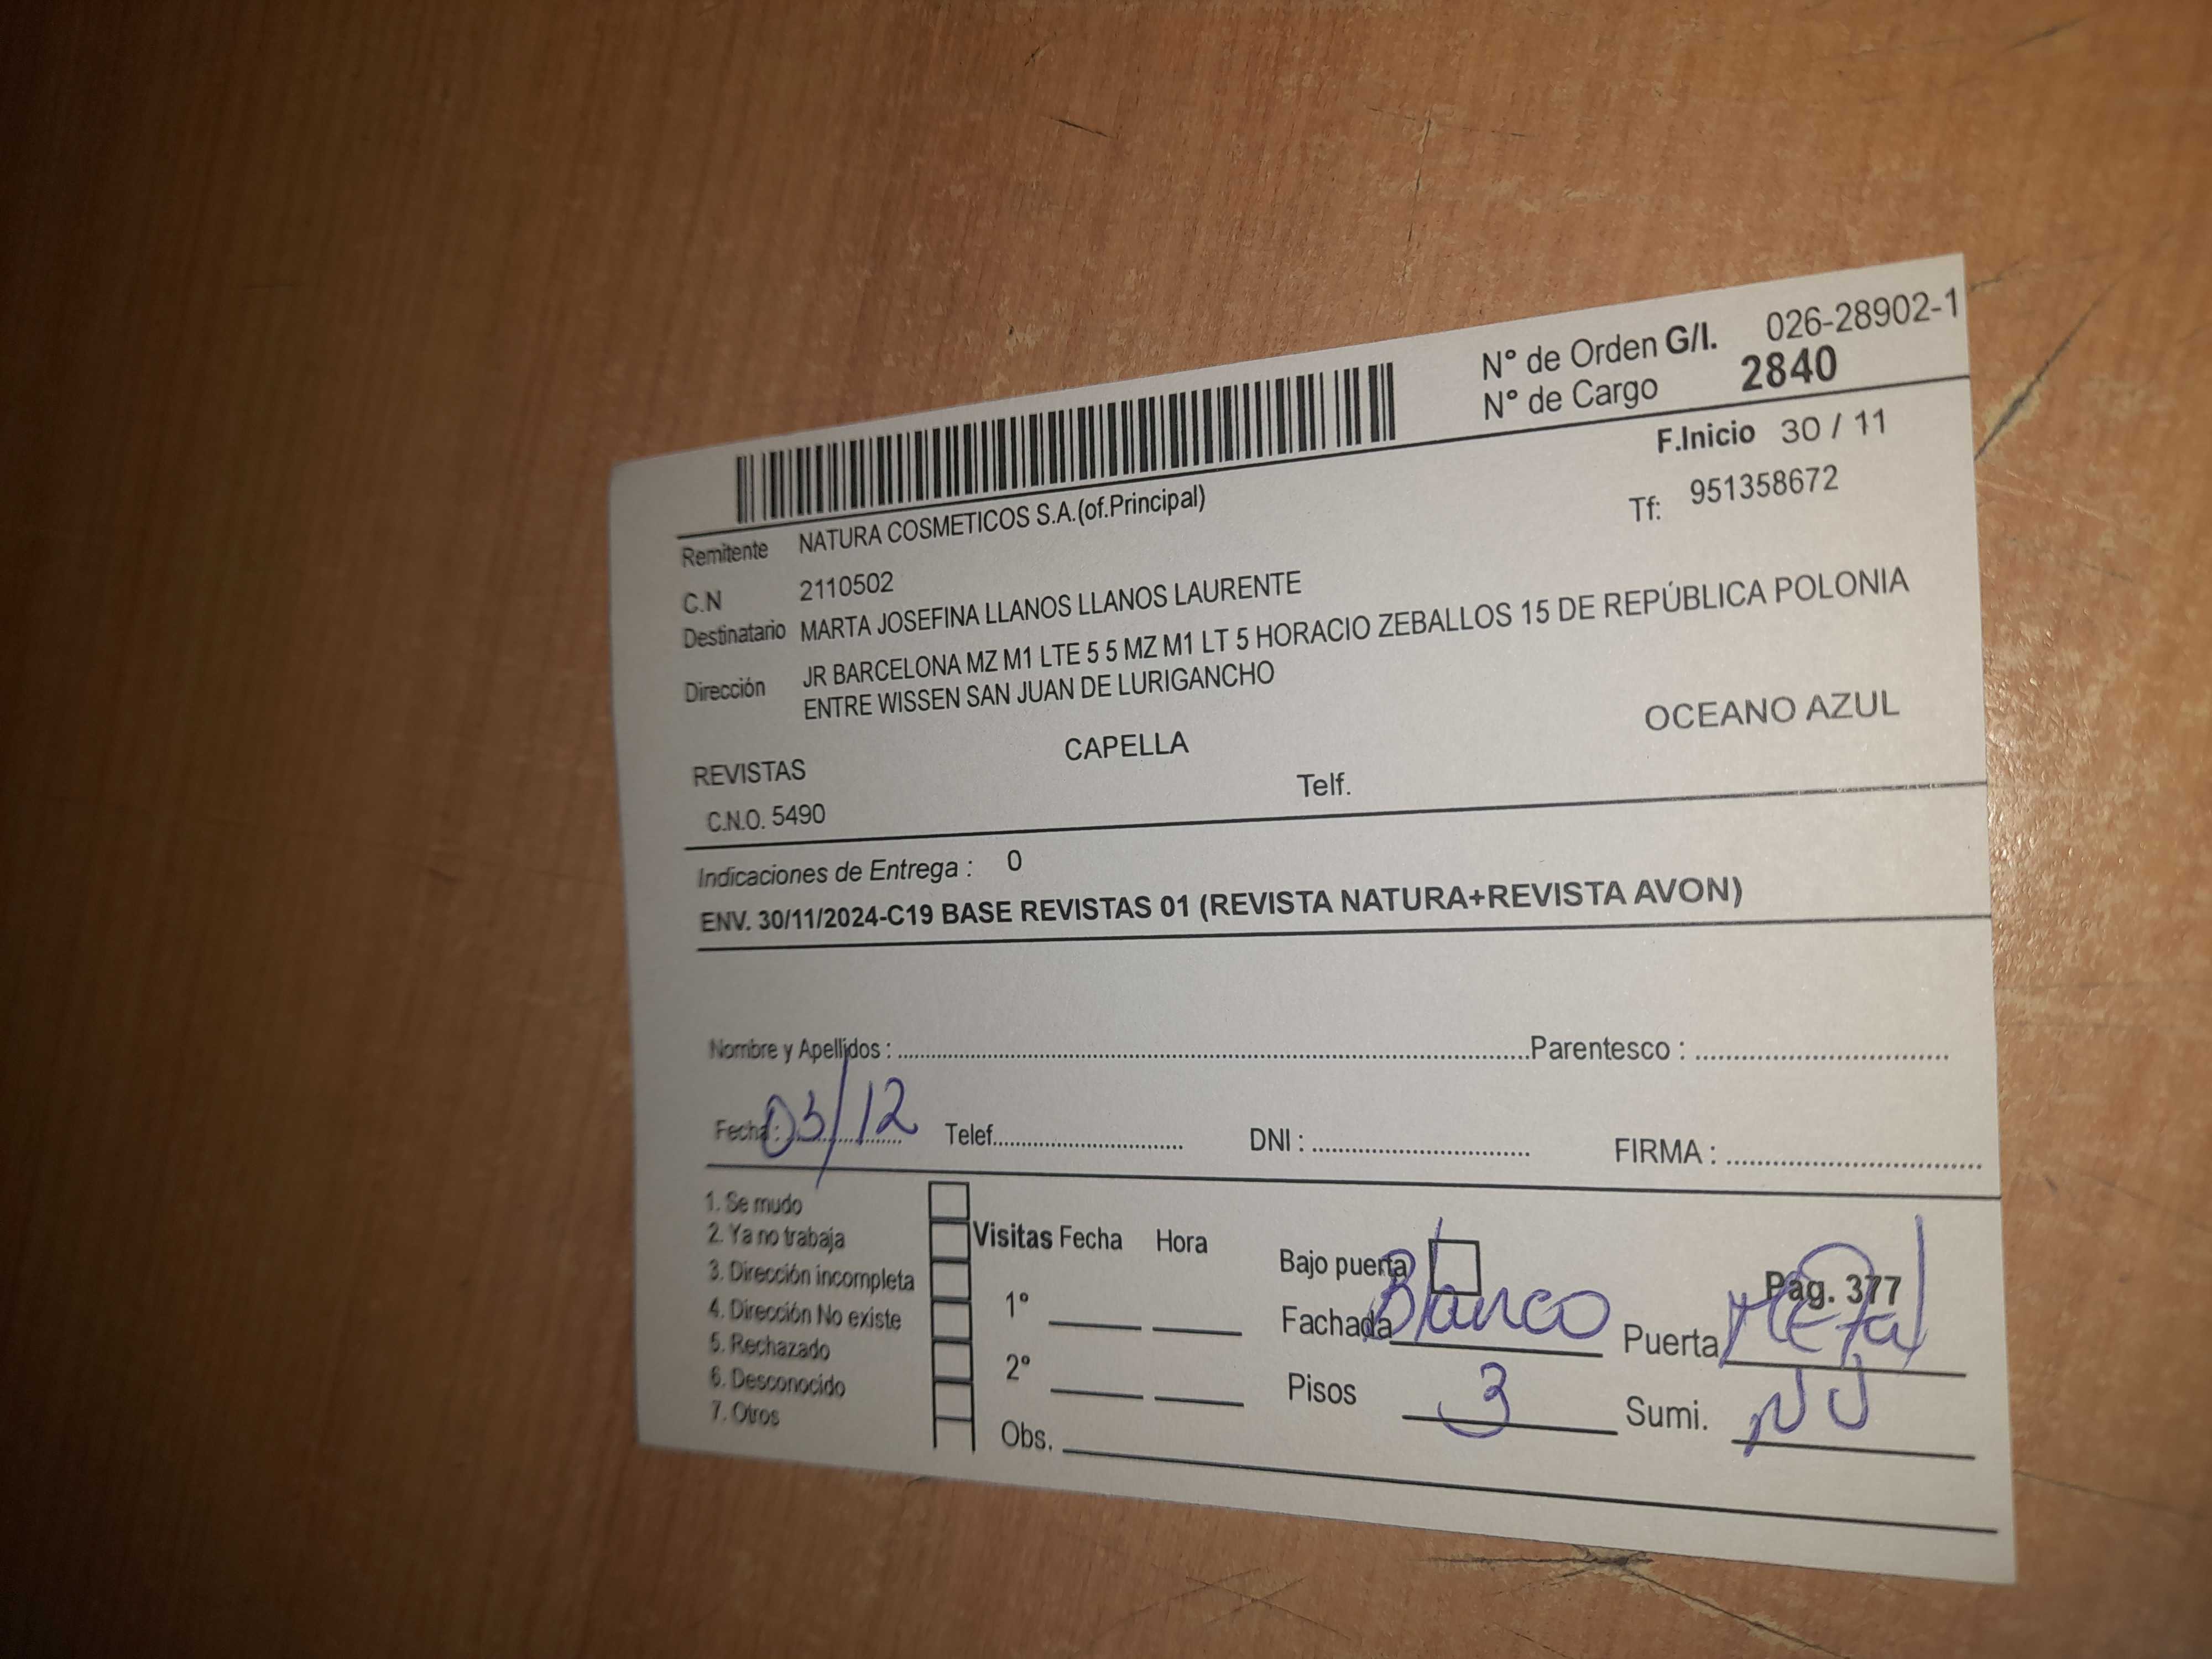 N° de Orden G/I. 026-28902-1
N° de Cargo 2840
F.Inicio 30 / 11
Remitente NATURA COSMETICOS S.A.(of.Principal)
Tf: 951358672
C.N 2110502
Destinatario MARTA JOSEFINA LLANOS LLANOS LAURENTE
Dirección JR BARCELONA MZ M1 LTE 5 5 MZ M1 LT 5 HORACIO ZEBALLOS 15 DE REPÚBLICA POLONIA
ENTRE WISSEN SAN JUAN DE LURIGANCHO
REVISTAS CAPELLA OCEANO AZUL
C.N.O. 5490 Telf.
Indicaciones de Entrega : 0
ENV. 30/11/2024-C19 BASE REVISTAS 01 (REVISTA NATURA+REVISTA AVON)
Nombre y Apellidos : Parentesco :
Fecha : 03/12 Telef. DNI : FIRMA :
1. Se mudo
2. Ya no trabaja
3. Dirección incompleta
4. Dirección No existe
5. Rechazado
6. Desconocido
7. Otros
Visitas Fecha Hora
1°
2°
Obs.
Bajo puerta
Pag. 377
Fachada Blanco Puerta Metal
Pisos 3 Sumi.